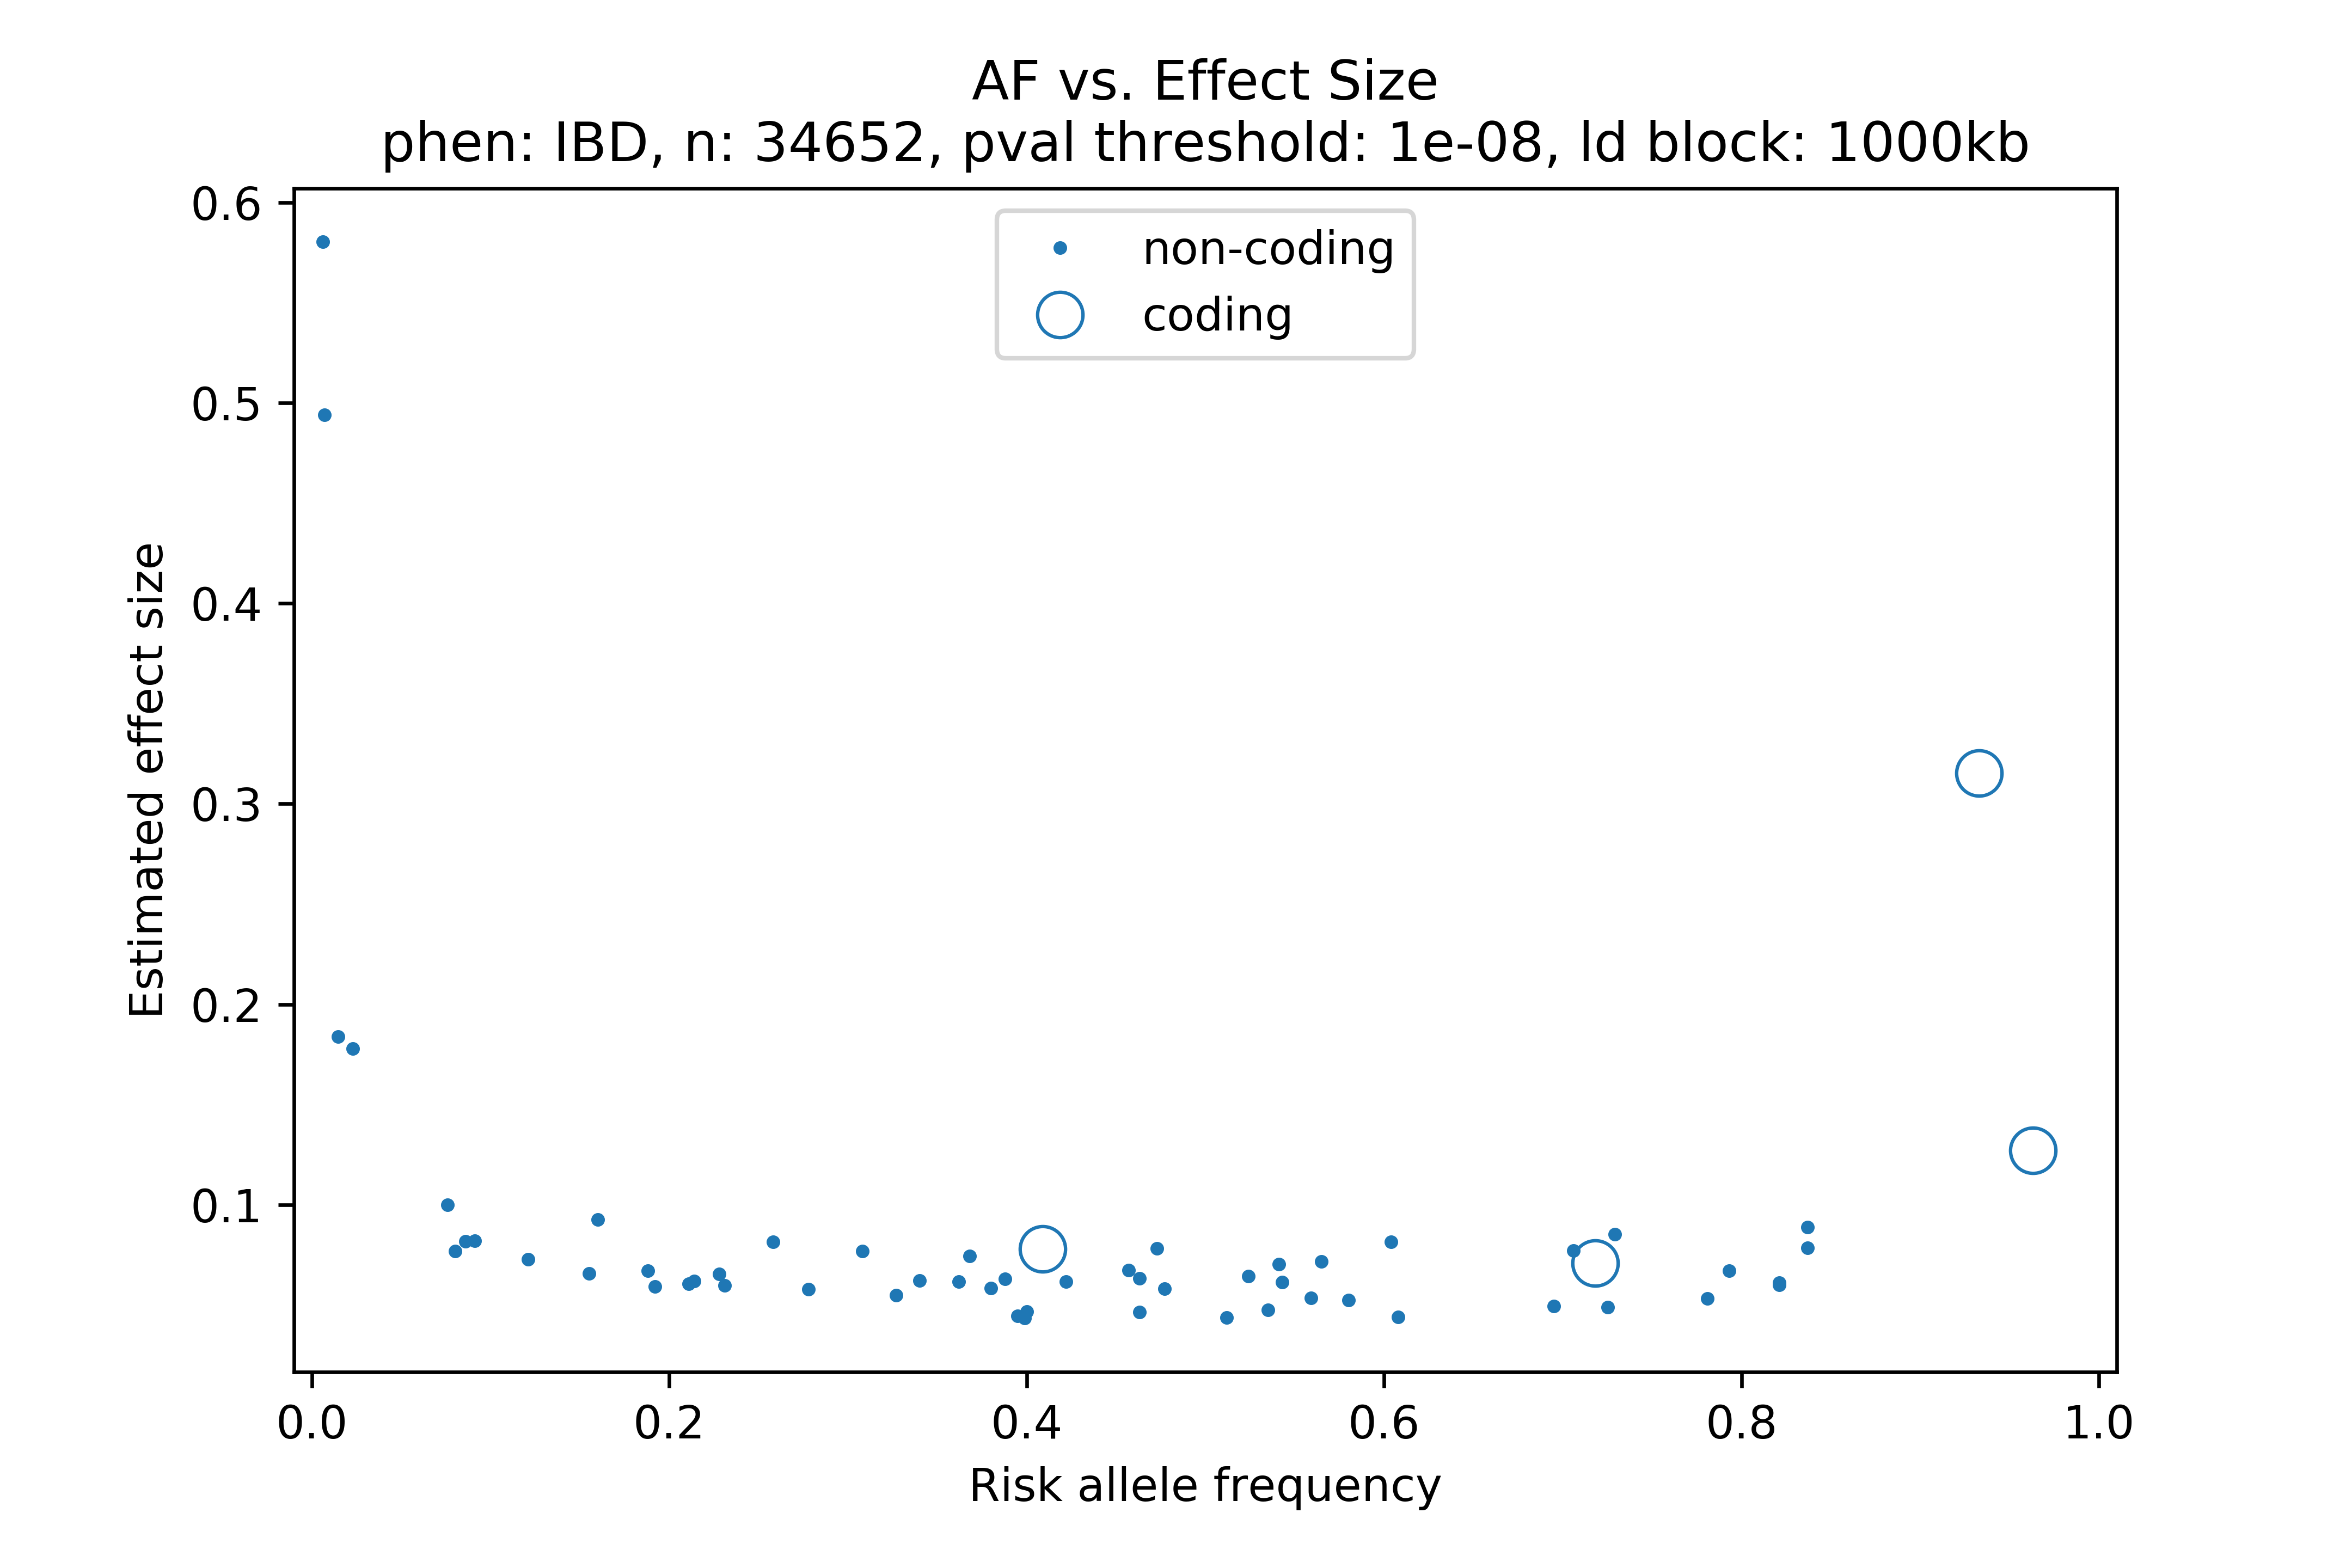 AF vs. Effect Size
phen: IBD, n: 34652, pval threshold: 1e-08, ld block: 1000kb
non-coding
coding
0.6
0.5
0.4
0.3
0.2
0.1
Estimated effect size
0.0 0.2 0.4 0.6 0.8 1.0
Risk allele frequency